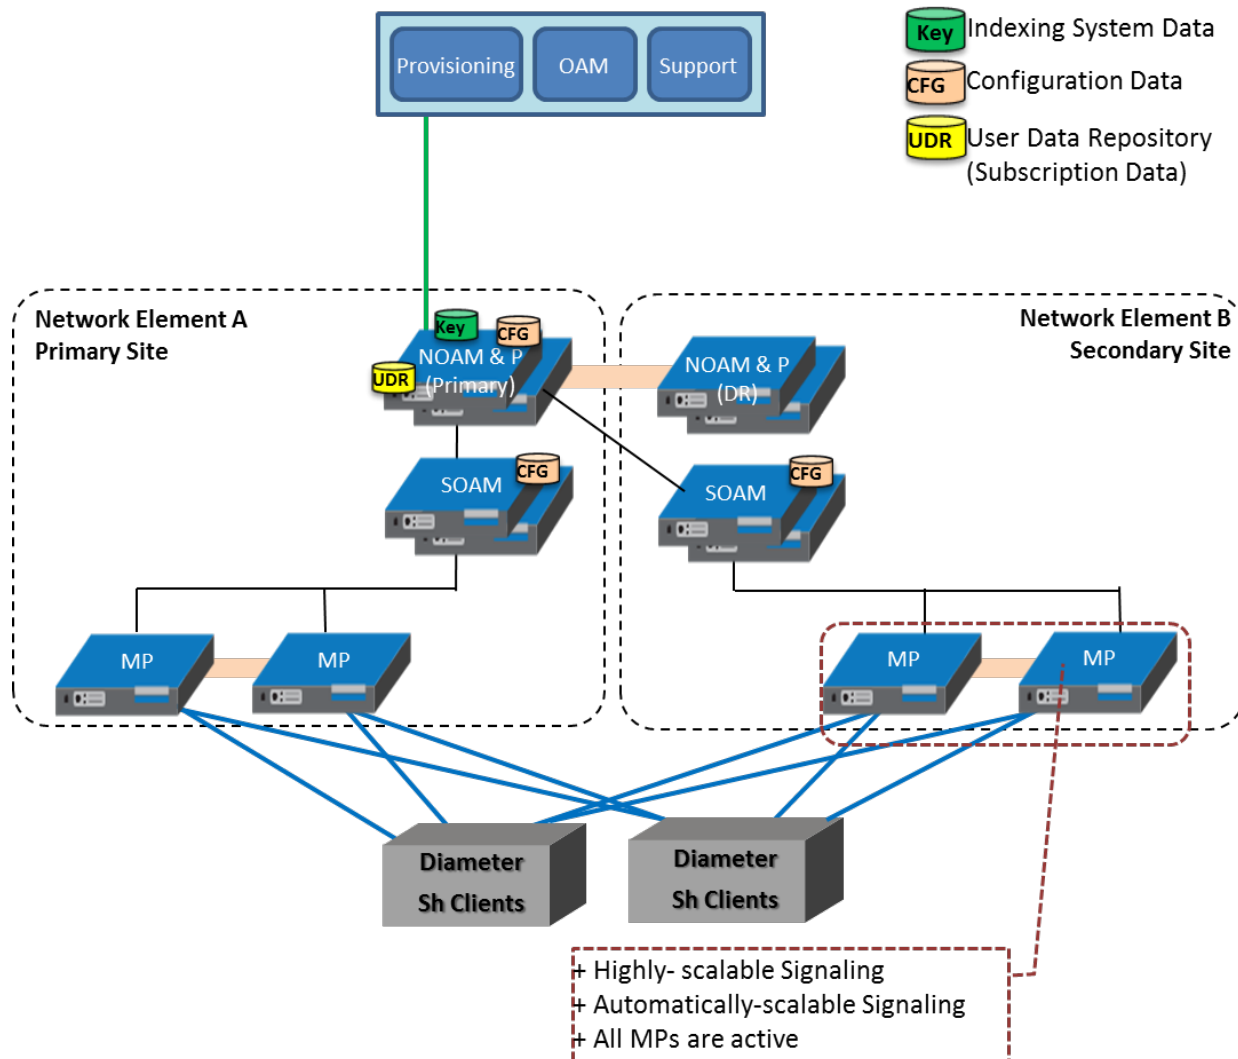 Provisioning
OAM
Support
Key
Indexing System Data
CFG
Configuration Data
UDR
User Data Repository
(Subscription Data)
Network Element A
Primary Site
Network Element B
Secondary Site
Key
CFG
UDR
NOAM & P
(Primary)
NOAM & P
(DR)
CFG
SOAM
CFG
SOAM
MP
MP
MP
MP
Diameter
Sh Clients
Diameter
Sh Clients
+ Highly- scalable Signaling
+ Automatically-scalable Signaling
+ All MPs are active